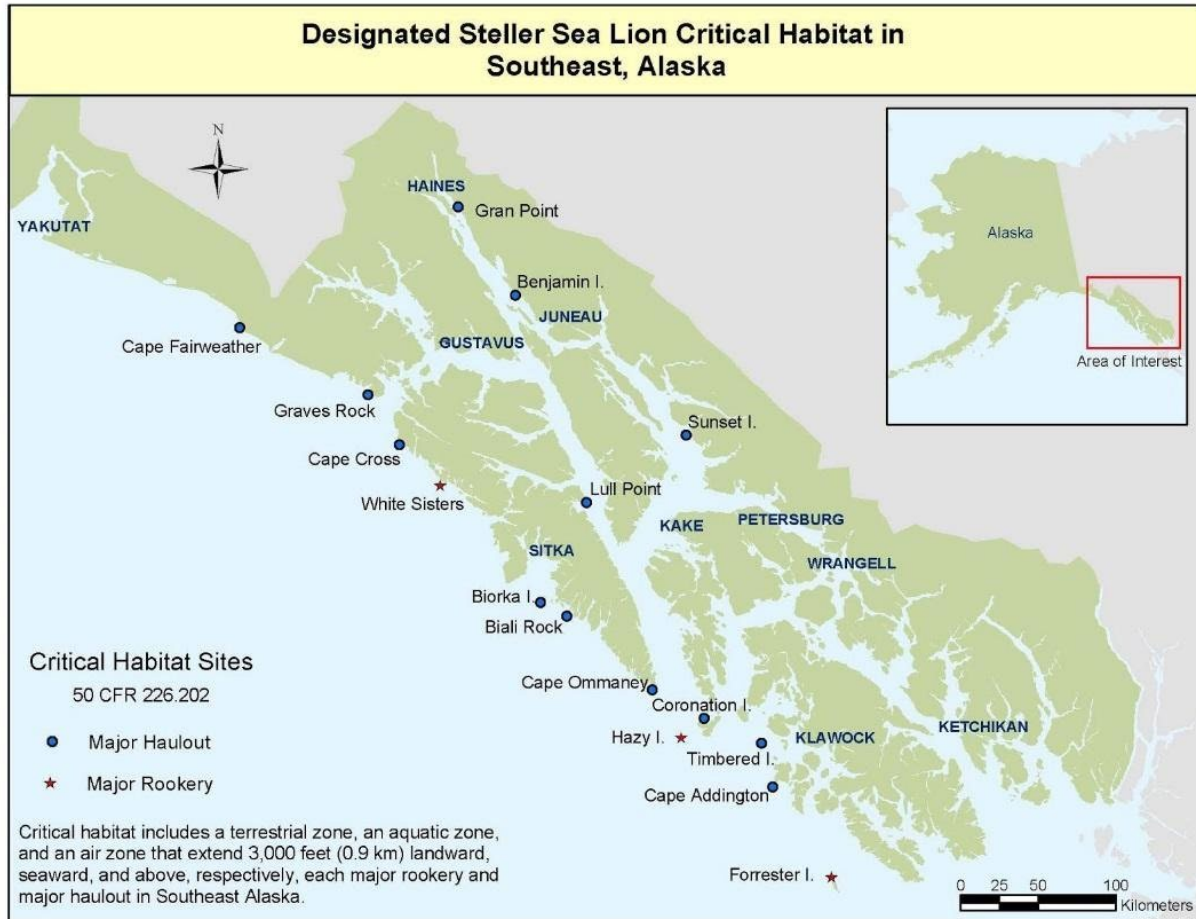 Designated Steller Sea Lion Critical Habitat in
Southeast, Alaska
N
HAINES
Gran Point
YAKUTAT
Alaska
Benjamin I.
JUNEAU
Cape Fairweather
GUSTAVUS
Area of Interest
Graves Rock
Sunset I.
Cape Cross
Lull Point
White Sisters
KAKE
PETERSBURG
SITKA
WRANGELL
Biorka I.
Biali Rock
Critical Habitat Sites
50 CFR 226.202
Cape Ommaney
Coronation I.
Major Haulout
Hazy I.
KLAWOCK
KETCHIKAN
Timbered I.
Major Rookery
Cape Addington
Critical habitat includes a terrestrial zone, an aquatic zone,
and an air zone that extend 3,000 feet (0.9 km) landward,
seaward, and above, respectively, each major rookery and
major haulout in Southeast Alaska.
Forrester I.
0 25 50 100
Kilometers